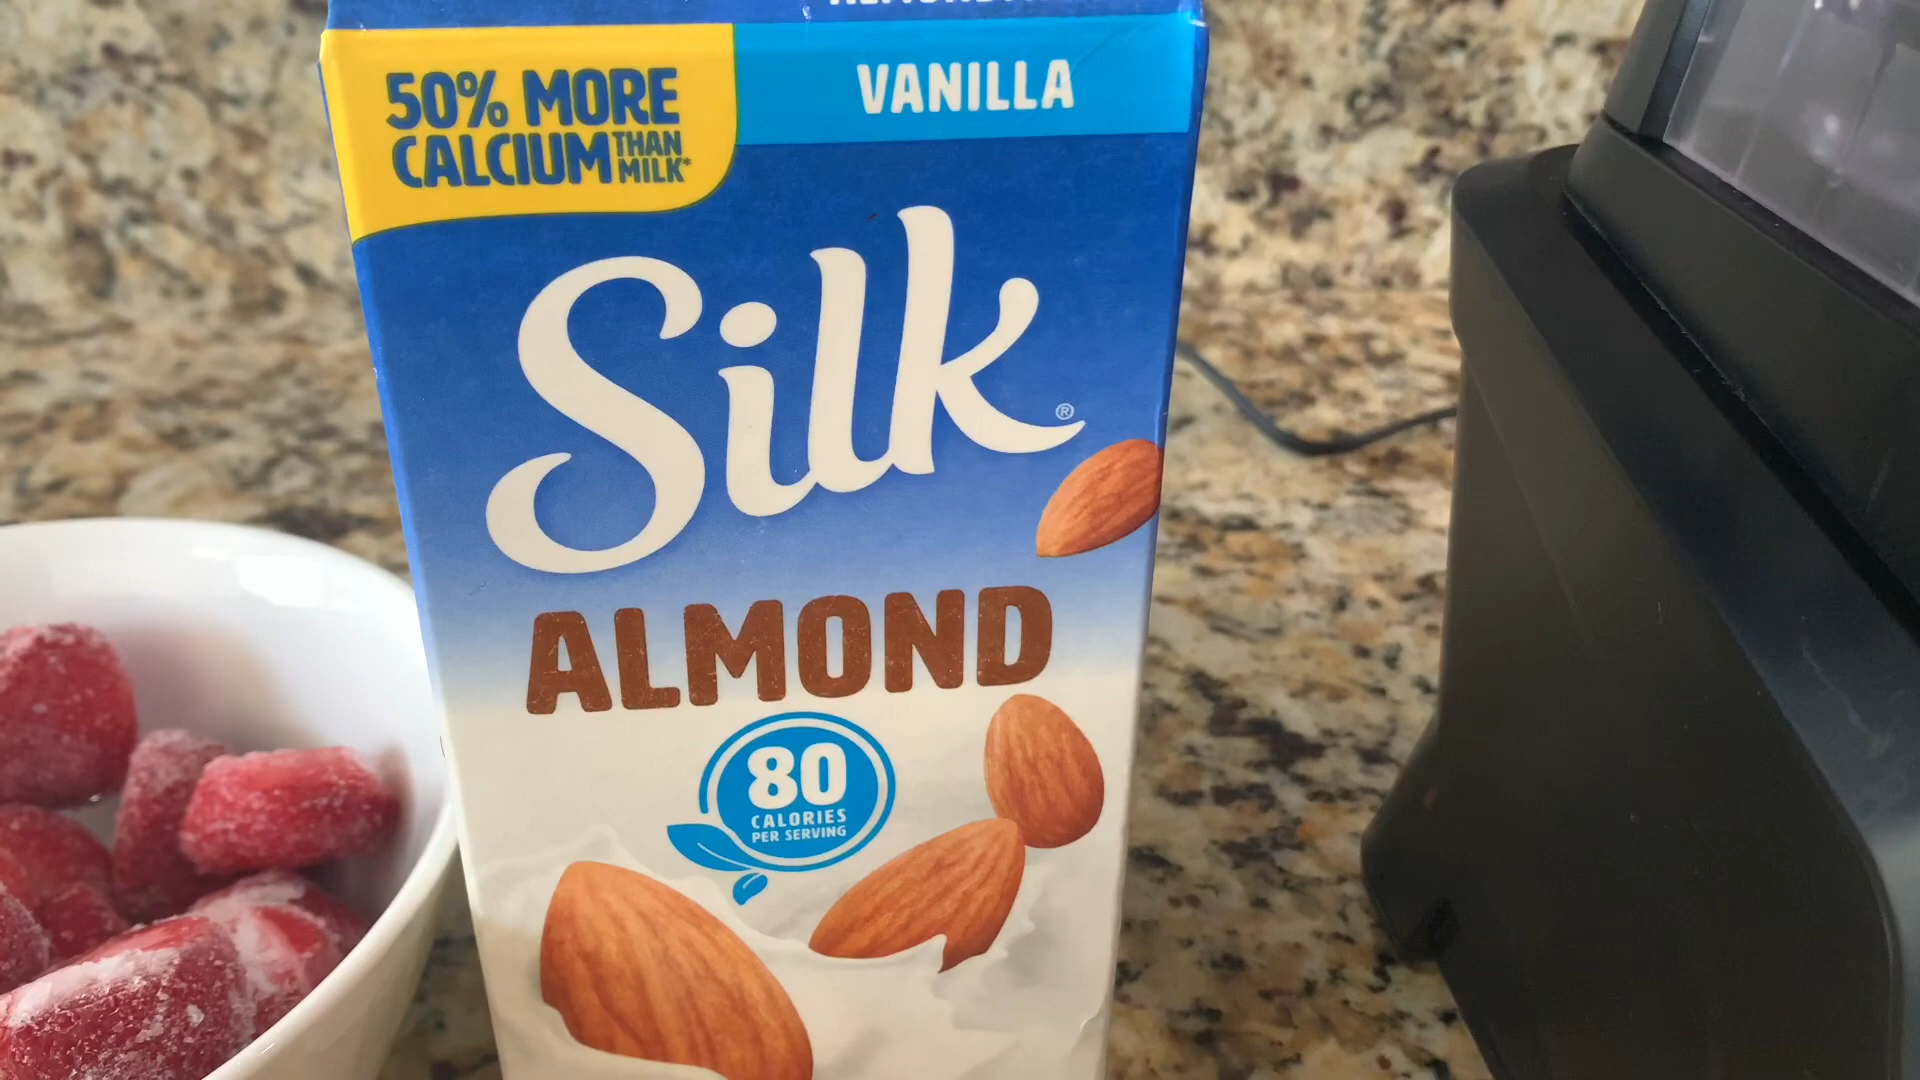 50% MORE
CALCIUM THAN MILK*
VANILLA
Silk®
ALMOND
80
CALORIES
PER SERVING